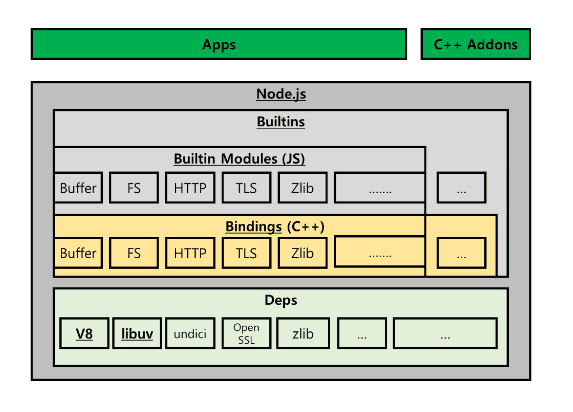 Apps
C++ Addons
Node.js
Builtins
Builtin Modules (JS)
Buffer
FS
HTTP
TLS
Zlib
.......
...
Bindings (C++)
Buffer
FS
HTTP
TLS
Zlib
.......
...
Deps
V8
libuv
undici
Open
SSL
zlib
...
...